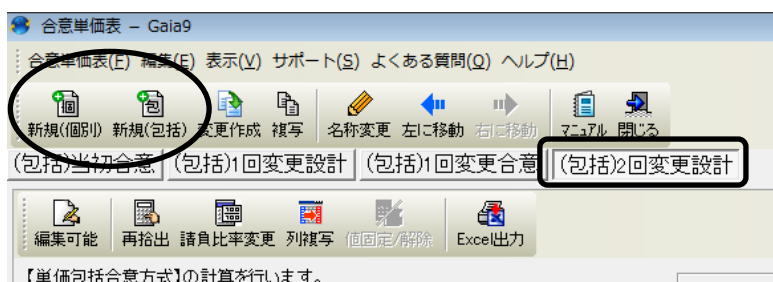 合意単価表 – Gaia9
合意単価表(F) 編集(E) 表示(V) サポート(S) よくある質問(Q) ヘルプ(H)
新規(個別) 新規(包括) 変更作成 複写 名称変更 左に移動 右に移動 マニュアル 閉じる
(包括)当初合意 (包括)1回変更設計 (包括)1回変更合意 (包括)2回変更設計
編集可能 再拾出 請負比率変更 列複写 値固定/解除 Excel出力
【単価包括合意方式】の計算を行います。